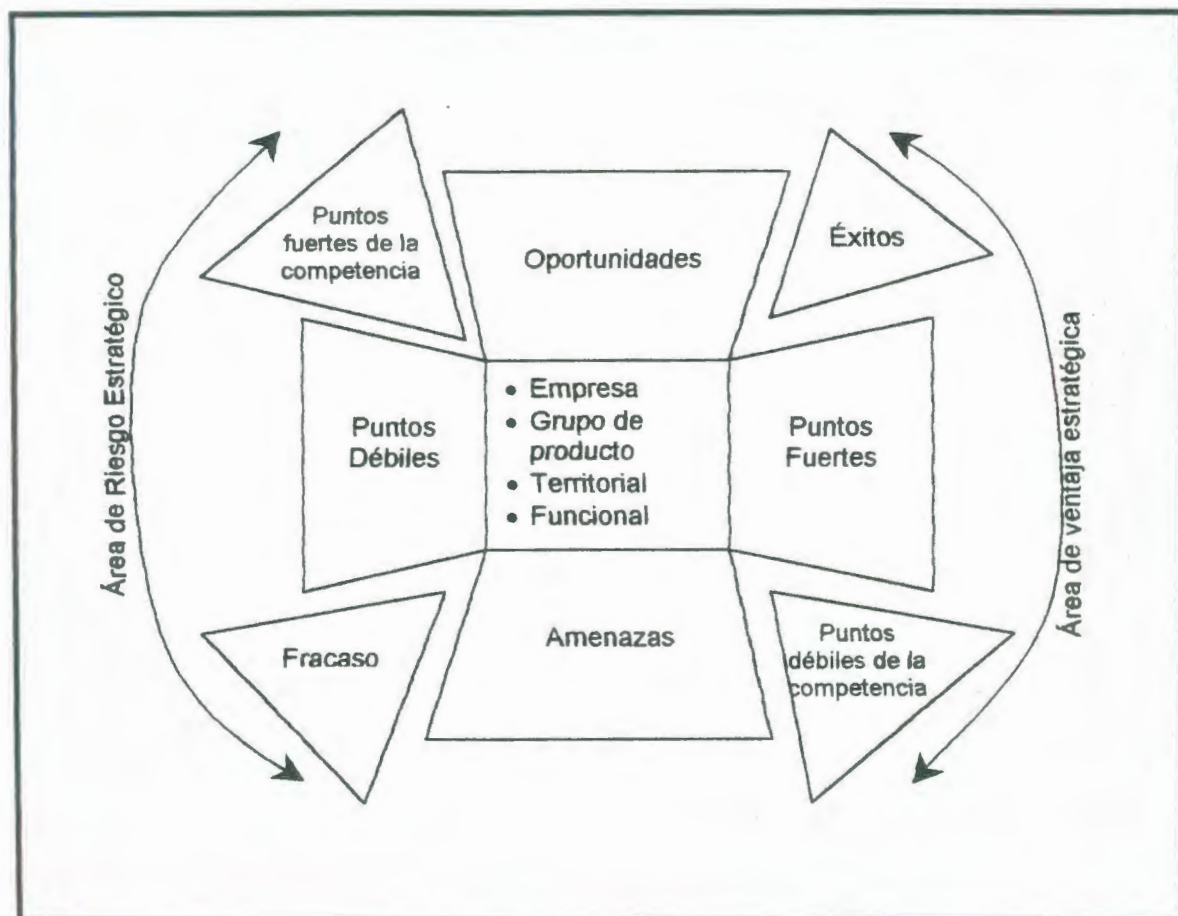 Puntos
fuertes de la
competencia
Oportunidades
Éxitos
Área de Riesgo Estratégico
Puntos
Débiles
• Empresa
• Grupo de
producto
• Territorial
• Funcional
Puntos
Fuertes
Área de ventaja estratégica
Fracaso
Amenazas
Puntos
débiles de la
competencia